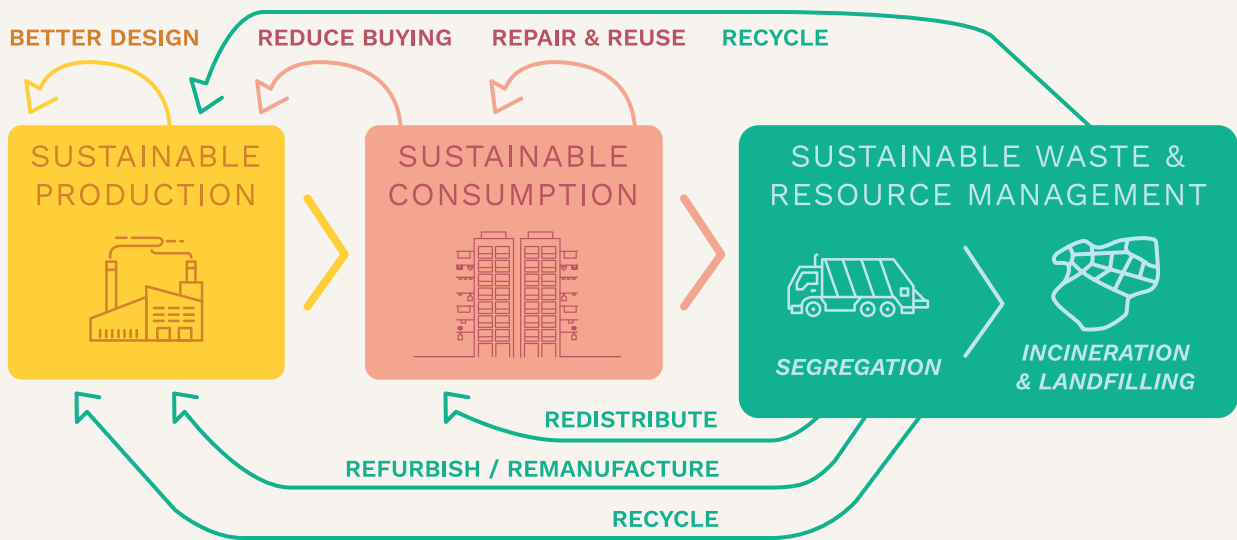 BETTER DESIGN
REDUCE BUYING
REPAIR & REUSE
RECYCLE
SUSTAINABLE
PRODUCTION
SUSTAINABLE
CONSUMPTION
SUSTAINABLE WASTE &
RESOURCE MANAGEMENT
SEGREGATION
INCINERATION
& LANDFILLING
REDISTRIBUTE
REFURBISH / REMANUFACTURE
RECYCLE